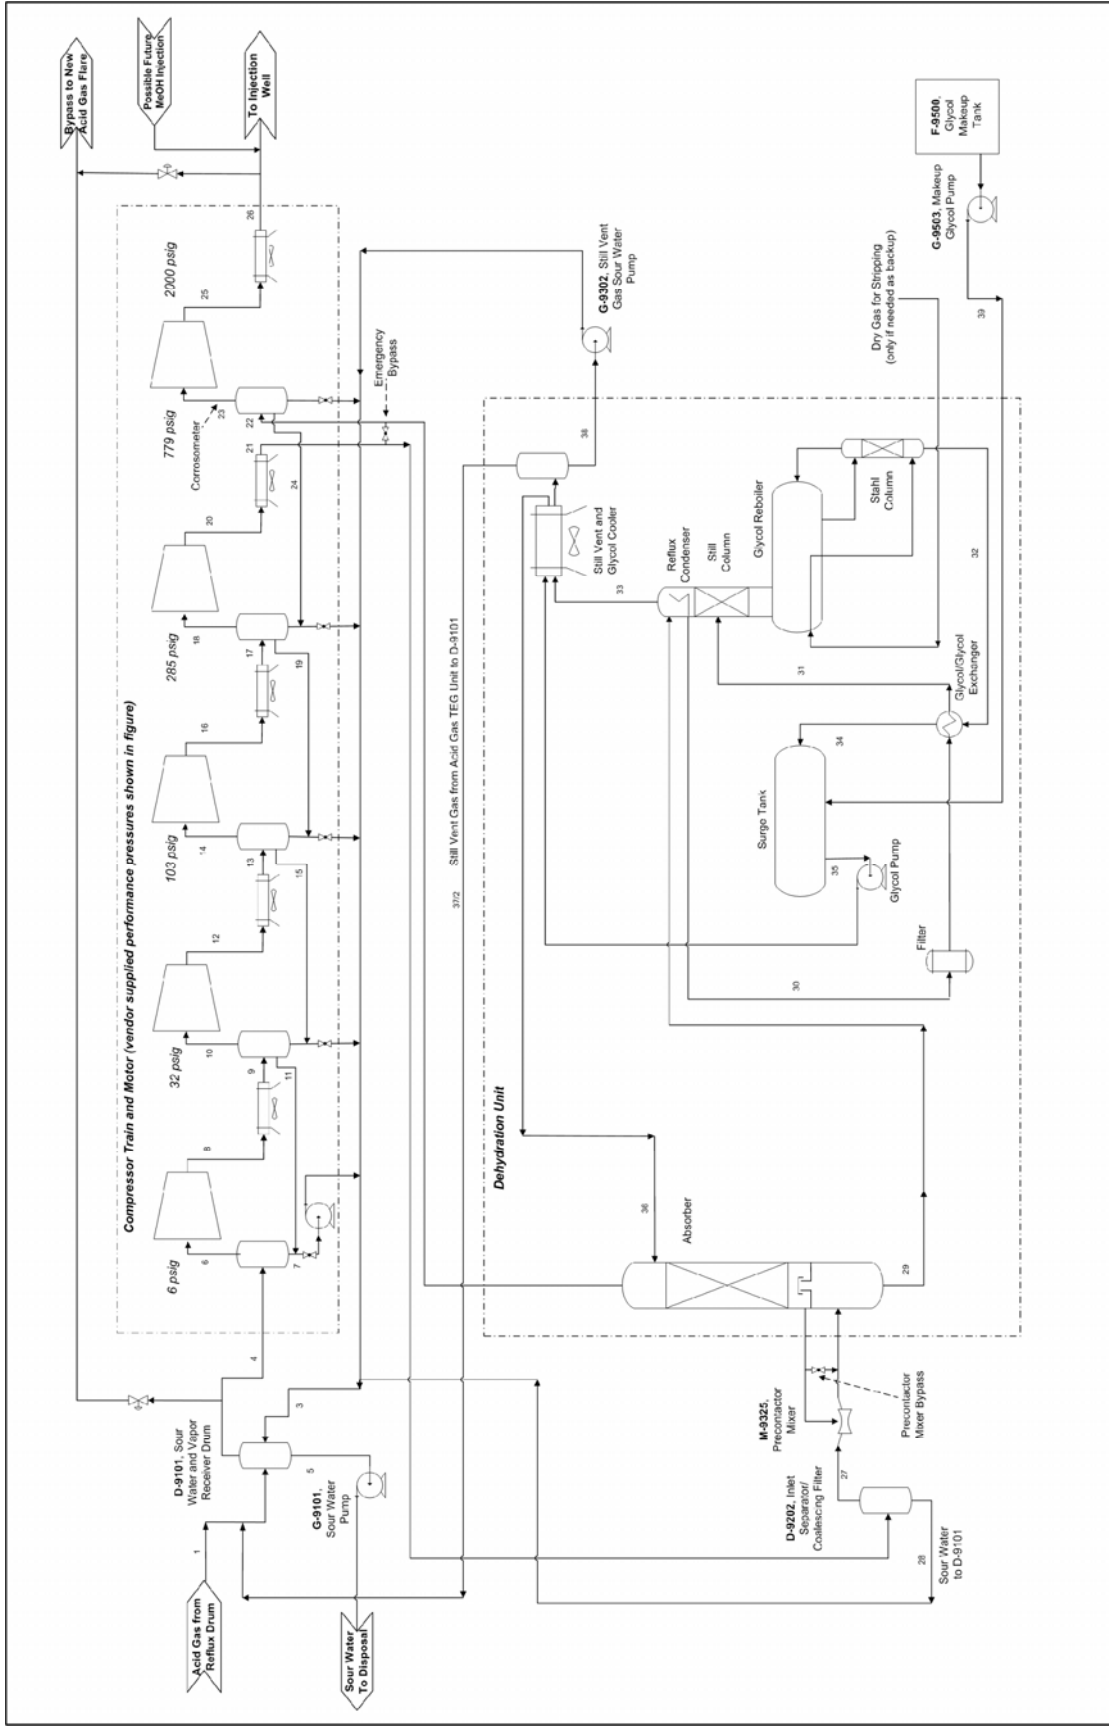 Bypass to New
Acid Gas Flare
Possible Future
MeOH Injection
To Injection
Well
Compressor Train and Motor (vendor supplied performance pressures shown in figure)
6 psig
32 psig
103 psig
285 psig
779 psig
2000 psig
Corrosometer
Emergency
Bypass
6
7
8
9
10
11
12
13
14
15
16
17
18
19
20
21
22
23
24
25
26
Acid Gas from
Reflux Drum
1
D-9101, Sour
Water and Vapor
Receiver Drum
3
4
5
G-9101,
Sour Water
Pump
Sour Water
To Disposal
37/2
Still Vent Gas from Acid Gas TEG Unit to D-9101
G-9302, Still Vent
Gas Sour Water
Pump
38
Dehydration Unit
Still Vent and
Glycol Cooler
33
Reflux
Condenser
Still
Column
Glycol Reboiler
Stahl
Column
32
31
Glycol/Glycol
Exchanger
34
Surge Tank
35
Glycol Pump
Filter
30
36
Absorber
29
M-9325,
Precontactor
Mixer
Precontactor
Mixer Bypass
27
D-9202, Inlet
Separator/
Coalescing Filter
28
Sour Water
to D-9101
Dry Gas for Stripping
(only if needed as backup)
39
G-9503, Makeup
Glycol Pump
F-9500,
Glycol
Makeup
Tank